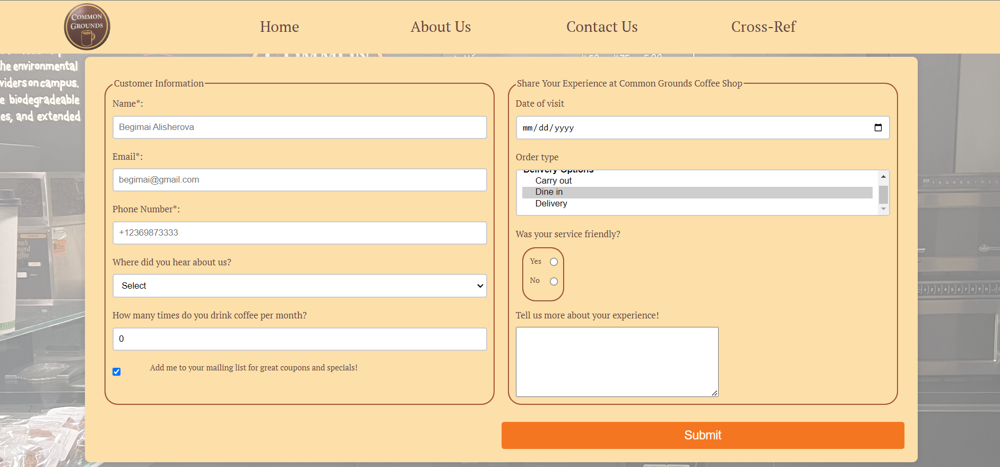 COMMON
GROUNDS
Home
About Us
Contact Us
Cross-Ref
he environmental
viders on campus.
e biodegradeable
es, and extended
Customer Information
Name*:
Begimai Alisherova
Email*:
begimai@gmail.com
Phone Number*:
+12369873333
Where did you hear about us?
Select
How many times do you drink coffee per month?
0
Add me to your mailing list for great coupons and specials!
Share Your Experience at Common Grounds Coffee Shop
Date of visit
mm/dd/yyyy
Order type
Delivery Options
Carry out
Dine in
Delivery
Was your service friendly?
Yes
No
Tell us more about your experience!
Submit